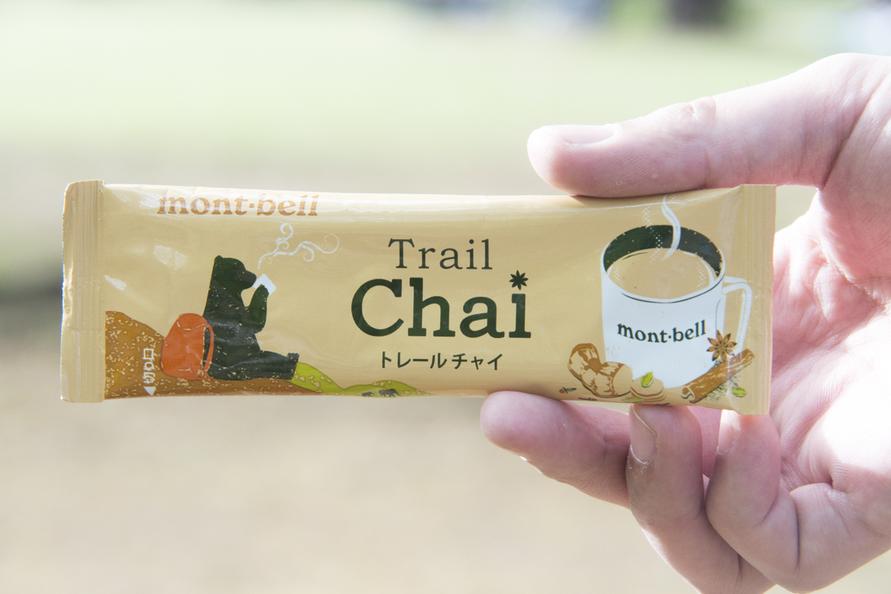 mont-bell
Trail
Chai
トレールチャイ
mont-bell
切り口